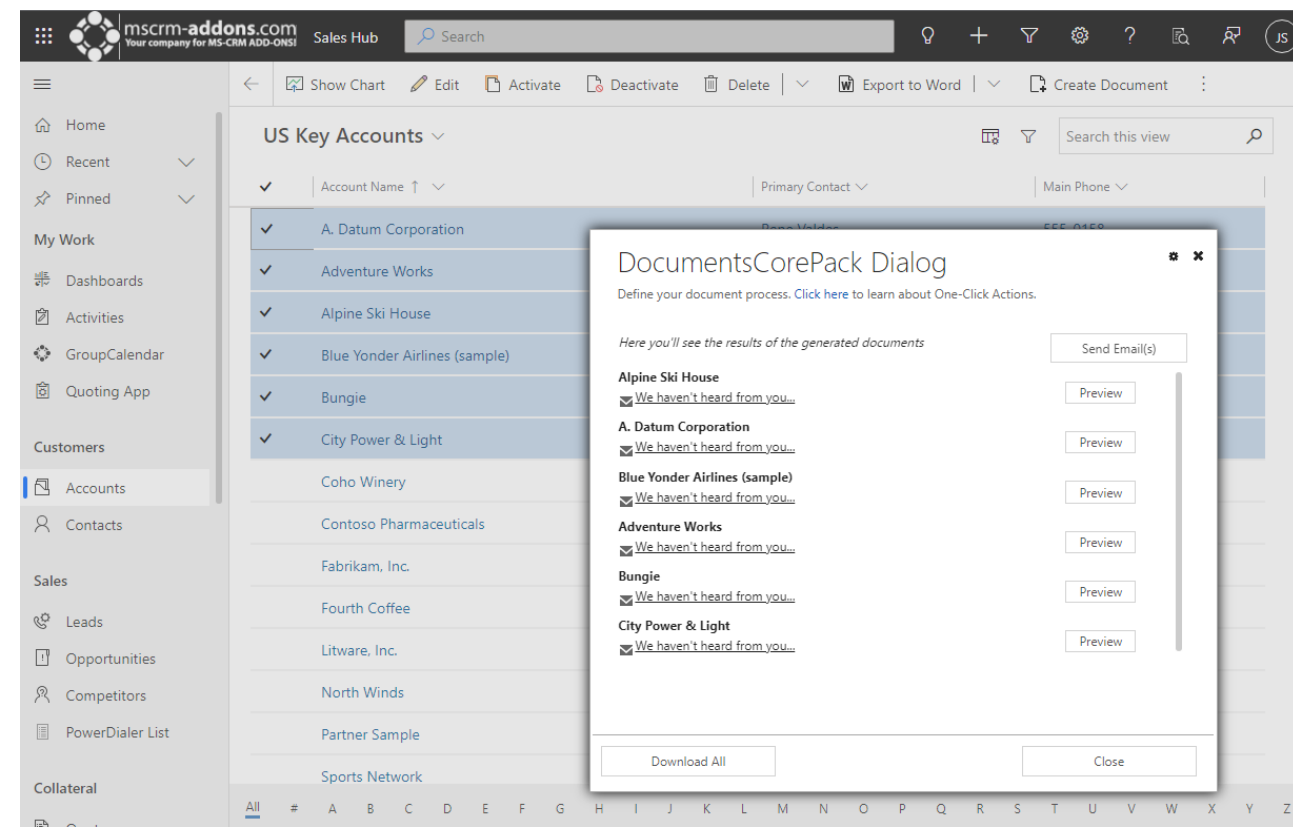 mscrm-addons.com
Your company for MS-CRM ADD-ONS!
Sales Hub
Search
?
JS
Show Chart
Edit
Activate
Deactivate
Delete
Export to Word
Create Document
Home
Recent
Pinned
My Work
Dashboards
Activities
GroupCalendar
Quoting App
Customers
Accounts
Contacts
Sales
Leads
Opportunities
Competitors
PowerDialer List
Collateral
US Key Accounts
Search this view
Account Name ↑
Primary Contact
Main Phone
A. Datum Corporation
Adventure Works
Alpine Ski House
Blue Yonder Airlines (sample)
Bungie
City Power & Light
Coho Winery
Contoso Pharmaceuticals
Fabrikam, Inc.
Fourth Coffee
Litware, Inc.
North Winds
Partner Sample
Sports Network
DocumentsCorePack Dialog
Define your document process. Click here to learn about One-Click Actions.
Here you'll see the results of the generated documents
Send Email(s)
Alpine Ski House
We haven't heard from you...
Preview
A. Datum Corporation
We haven't heard from you...
Preview
Blue Yonder Airlines (sample)
We haven't heard from you...
Preview
Adventure Works
We haven't heard from you...
Preview
Bungie
We haven't heard from you...
Preview
City Power & Light
We haven't heard from you...
Preview
Download All
Close
All # A B C D E F G H I J K L M N O P Q R S T U V W X Y Z